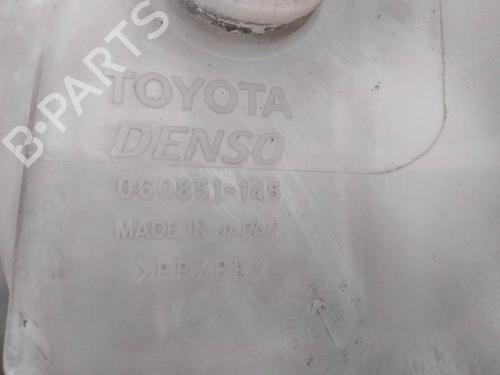 B-PARTS
TOYOTA
DENSO
060851-145
MADE IN JAPAN
>PP/PE<